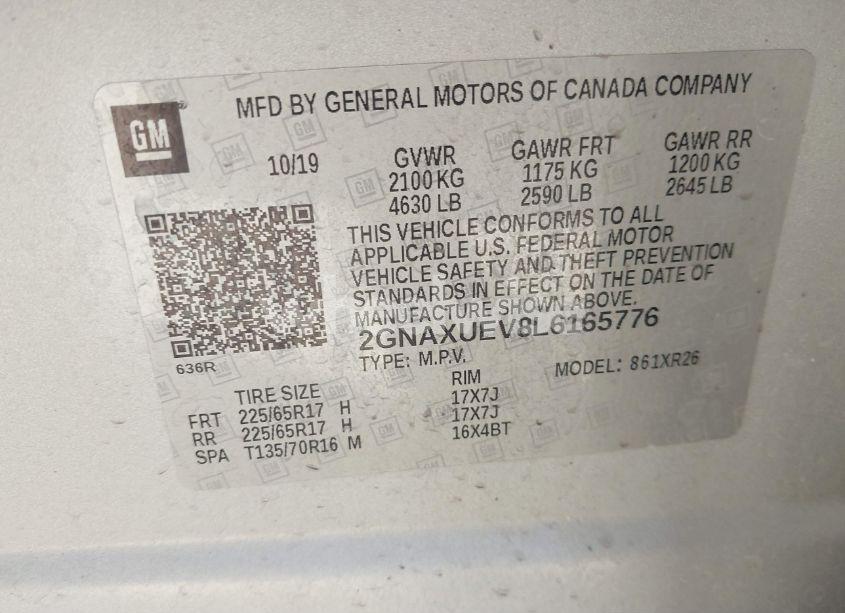 GM
MFD BY GENERAL MOTORS OF CANADA COMPANY
10/19
GVWR
2100 KG
4630 LB
GAWR FRT
1175 KG
2590 LB
GAWR RR
1200 KG
2645 LB
THIS VEHICLE CONFORMS TO ALL
APPLICABLE U.S. FEDERAL MOTOR
VEHICLE SAFETY AND THEFT PREVENTION
STANDARDS IN EFFECT ON THE DATE OF
MANUFACTURE SHOWN ABOVE.
2GNAXUEV8L6165776
TYPE: M.P.V. MODEL: 861XR26
636R
TIRE SIZE RIM
FRT 225/65R17 H 17X7J
RR 225/65R17 H 17X7J
SPA T135/70R16 M 16X4BT